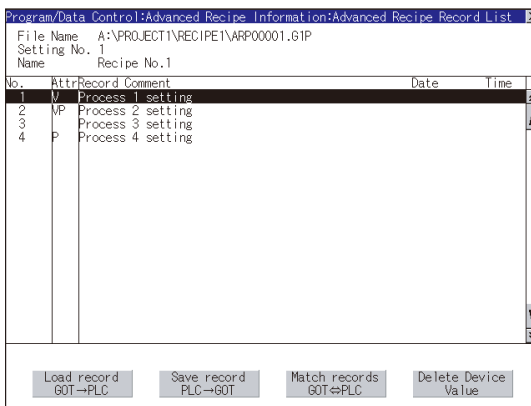 Program/Data Control:Advanced Recipe Information:Advanced Recipe Record List
File Name A:\PROJECT1\RECIPE1\ARP00001.G1P
Setting No. 1
Name Recipe No.1
No. Attr Record Comment Date Time
1 V Process 1 setting
2 VP Process 2 setting
3 Process 3 setting
4 P Process 4 setting
Load record Save record Match records Delete Device
GOT→PLC PLC→GOT GOT⇔PLC Value